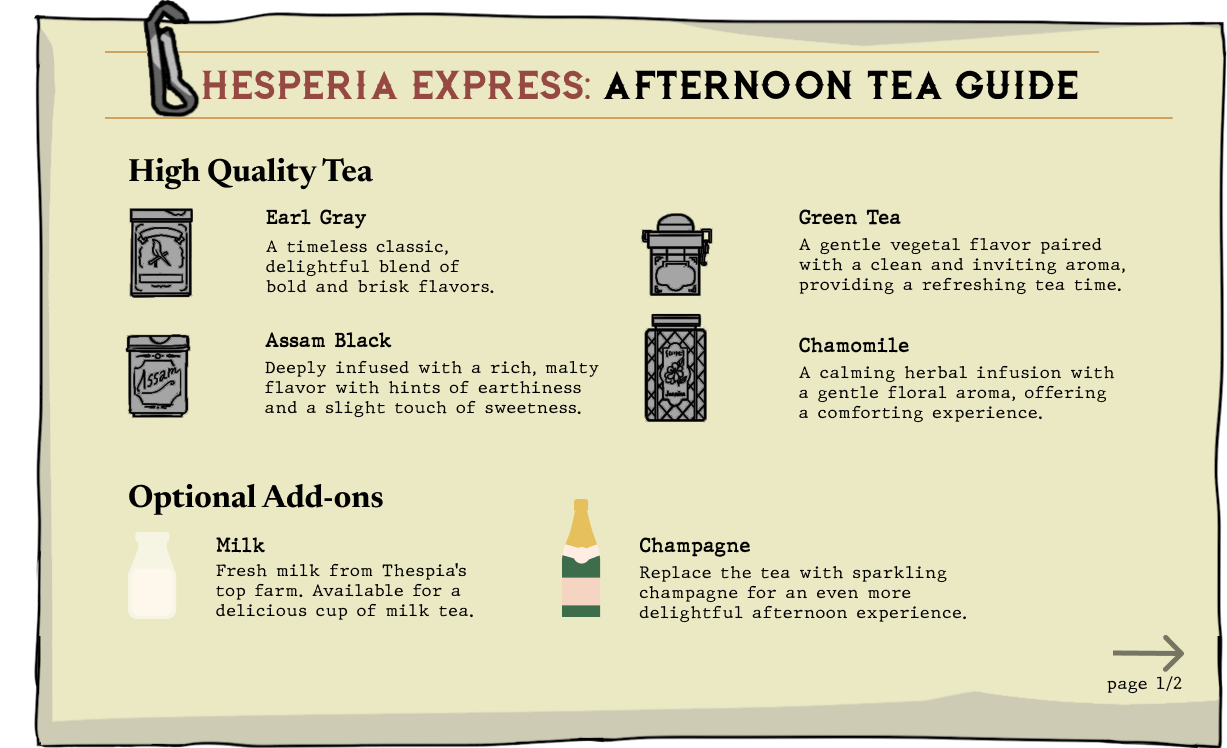 HESPERIA EXPRESS: AFTERNOON TEA GUIDE
High Quality Tea
Earl Gray
A timeless classic,
delightful blend of
bold and brisk flavors.
Green Tea
A gentle vegetal flavor paired
with a clean and inviting aroma,
providing a refreshing tea time.
Assam
Assam Black
Deeply infused with a rich, malty
flavor with hints of earthiness
and a slight touch of sweetness.
Chamomile
A calming herbal infusion with
a gentle floral aroma, offering
a comforting experience.
Optional Add-ons
Milk
Fresh milk from Thespia's
top farm. Available for a
delicious cup of milk tea.
Champagne
Replace the tea with sparkling
champagne for an even more
delightful afternoon experience.
page 1/2